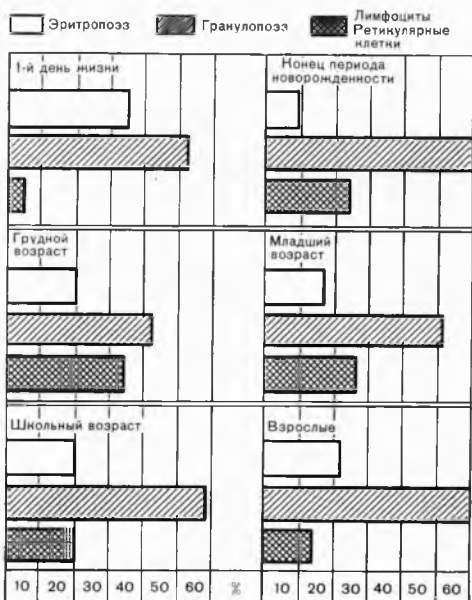 Эритропоэз
Гранулопоэз
Лимфоциты
Ретикулярные
клетки
1-й день жизни
Конец периода
новорожденности
Грудной
возраст
Младший
возраст
Школьный возраст
Взрослые
10 20 30 40 50 60 % 10 20 30 40 50 60